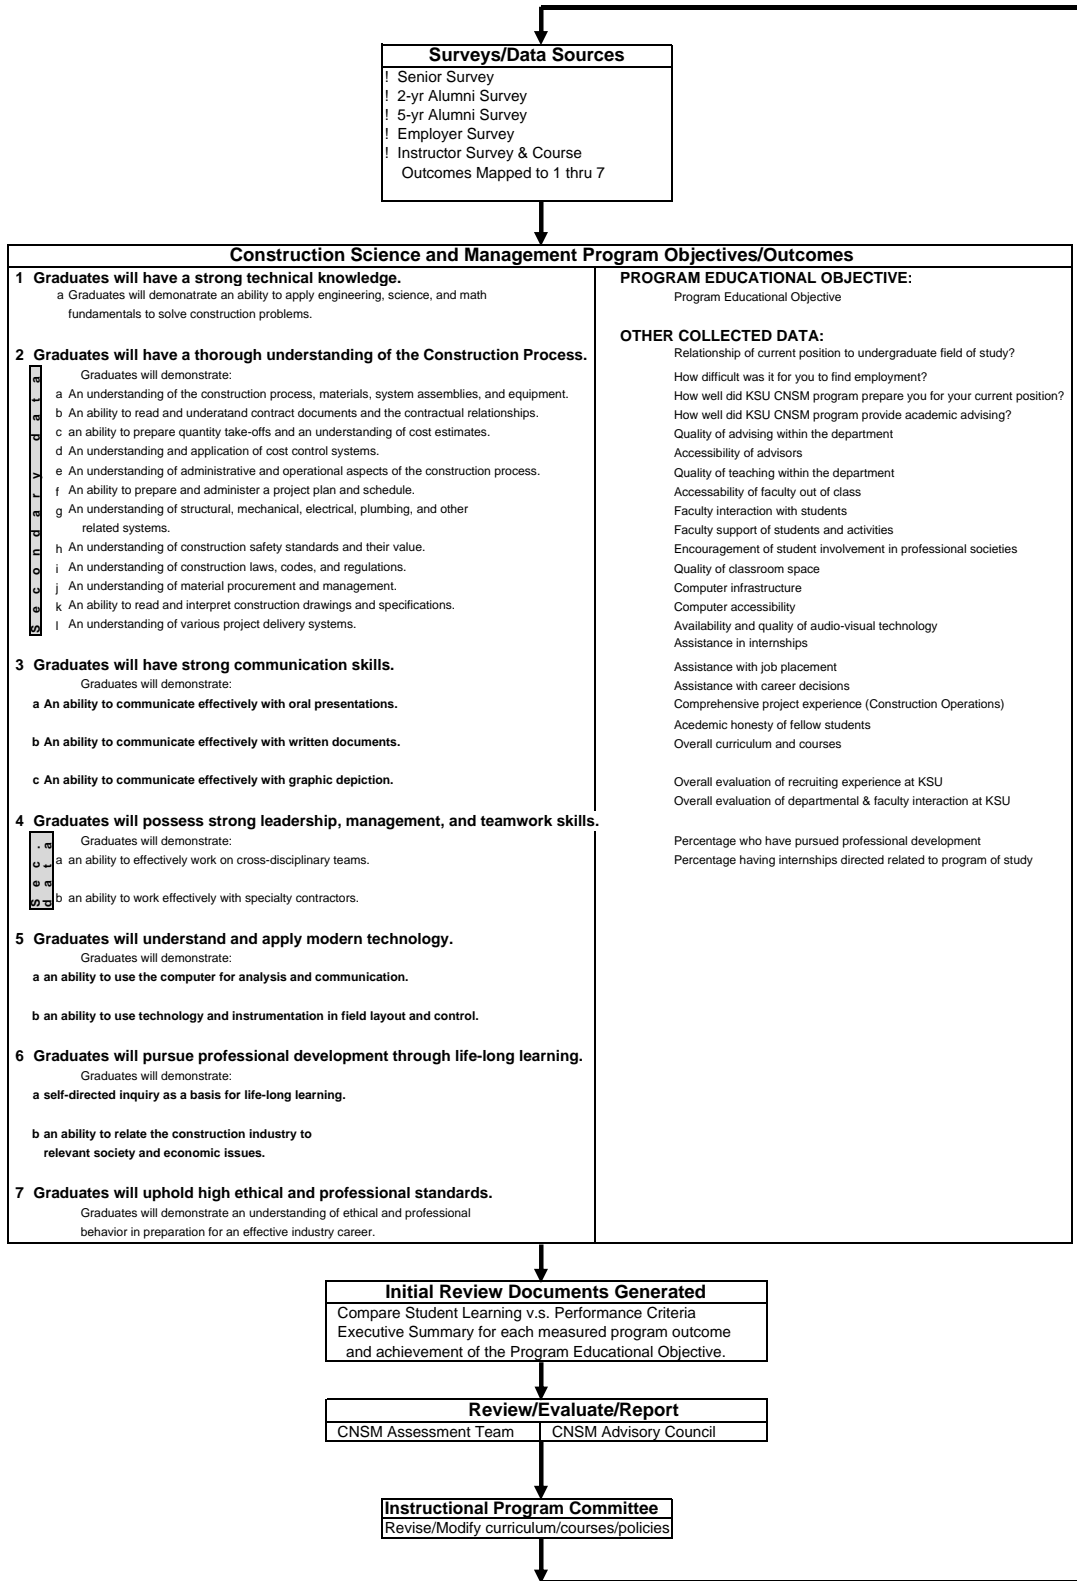 Surveys/Data Sources
! Senior Survey
! 2-yr Alumni Survey
! 5-yr Alumni Survey
! Employer Survey
! Instructor Survey & Course
Outcomes Mapped to 1 thru 7
Construction Science and Management Program Objectives/Outcomes
1 Graduates will have a strong technical knowledge.
a Graduates will demonatrate an ability to apply engineering, science, and math
fundamentals to solve construction problems.
2 Graduates will have a thorough understanding of the Construction Process.
Secondary data
Graduates will demonstrate:
a An understanding of the construction process, materials, system assemblies, and equipment.
b An ability to read and underatand contract documents and the contractual relationships.
c an ability to prepare quantity take-offs and an understanding of cost estimates.
d An understanding and application of cost control systems.
e An understanding of administrative and operational aspects of the construction process.
f An ability to prepare and administer a project plan and schedule.
g An understanding of structural, mechanical, electrical, plumbing, and other
related systems.
h An understanding of construction safety standards and their value.
i An understanding of construction laws, codes, and regulations.
j An understanding of material procurement and management.
k An ability to read and interpret construction drawings and specifications.
l An understanding of various project delivery systems.
3 Graduates will have strong communication skills.
Graduates will demonstrate:
a An ability to communicate effectively with oral presentations.
b An ability to communicate effectively with written documents.
c An ability to communicate effectively with graphic depiction.
4 Graduates will possess strong leadership, management, and teamwork skills.
Sec.
data
Graduates will demonstrate:
a an ability to effectively work on cross-disciplinary teams.
b an ability to work effectively with specialty contractors.
5 Graduates will understand and apply modern technology.
Graduates will demonstrate:
a an ability to use the computer for analysis and communication.
b an ability to use technology and instrumentation in field layout and control.
6 Graduates will pursue professional development through life-long learning.
Graduates will demonstrate:
a self-directed inquiry as a basis for life-long learning.
b an ability to relate the construction industry to
relevant society and economic issues.
7 Graduates will uphold high ethical and professional standards.
Graduates will demonstrate an understanding of ethical and professional
behavior in preparation for an effective industry career.
PROGRAM EDUCATIONAL OBJECTIVE:
Program Educational Objective
OTHER COLLECTED DATA:
Relationship of current position to undergraduate field of study?
How difficult was it for you to find employment?
How well did KSU CNSM program prepare you for your current position?
How well did KSU CNSM program provide academic advising?
Quality of advising within the department
Accessibility of advisors
Quality of teaching within the department
Accessability of faculty out of class
Faculty interaction with students
Faculty support of students and activities
Encouragement of student involvement in professional societies
Quality of classroom space
Computer infrastructure
Computer accessibility
Availability and quality of audio-visual technology
Assistance in internships
Assistance with job placement
Assistance with career decisions
Comprehensive project experience (Construction Operations)
Acedemic honesty of fellow students
Overall curriculum and courses
Overall evaluation of recruiting experience at KSU
Overall evaluation of departmental & faculty interaction at KSU
Percentage who have pursued professional development
Percentage having internships directed related to program of study
Initial Review Documents Generated
Compare Student Learning v.s. Performance Criteria
Executive Summary for each measured program outcome
and achievement of the Program Educational Objective.
Review/Evaluate/Report
CNSM Assessment Team CNSM Advisory Council
Instructional Program Committee
Revise/Modify curriculum/courses/policies